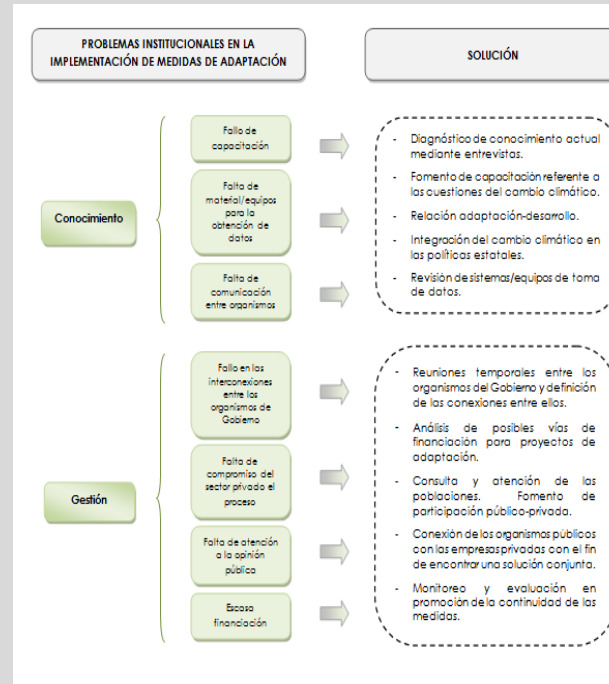 PROBLEMAS INSTITUCIONALES EN LA
IMPLEMENTACIÓN DE MEDIDAS DE ADAPTACIÓN
SOLUCIÓN
Conocimiento
Fallo de
capacitación
Falta de
material/equipos
para la
obtención de
datos
Falta de
comunicación
entre organismos
- Diagnóstico de conocimiento actual
mediante entrevistas.
- Fomento de capacitación referente a
las cuestiones del cambio climático.
- Relación adaptación-desarrollo.
- Integración del cambio climático en
las políticas estatales.
- Revisión de sistemas/equipos de toma
de datos.
Gestión
Fallo en las
interconexiones
entre los
organismos de
Gobierno
Falta de
compromiso del
sector privado el
proceso
Falta de atención
a la opinión
pública
Escasa
financiación
- Reuniones temporales entre los
organismos del Gobierno y definición
de las conexiones entre ellos.
- Análisis de posibles vías de
financiación para proyectos de
adaptación.
- Consulta y atención de las
poblaciones. Fomento de
participación público-privada.
- Conexión de los organismos públicos
con las empresas privadas con el fin
de encontrar una solución conjunta.
- Monitoreo y evaluación en
promoción de la continuidad de las
medidas.